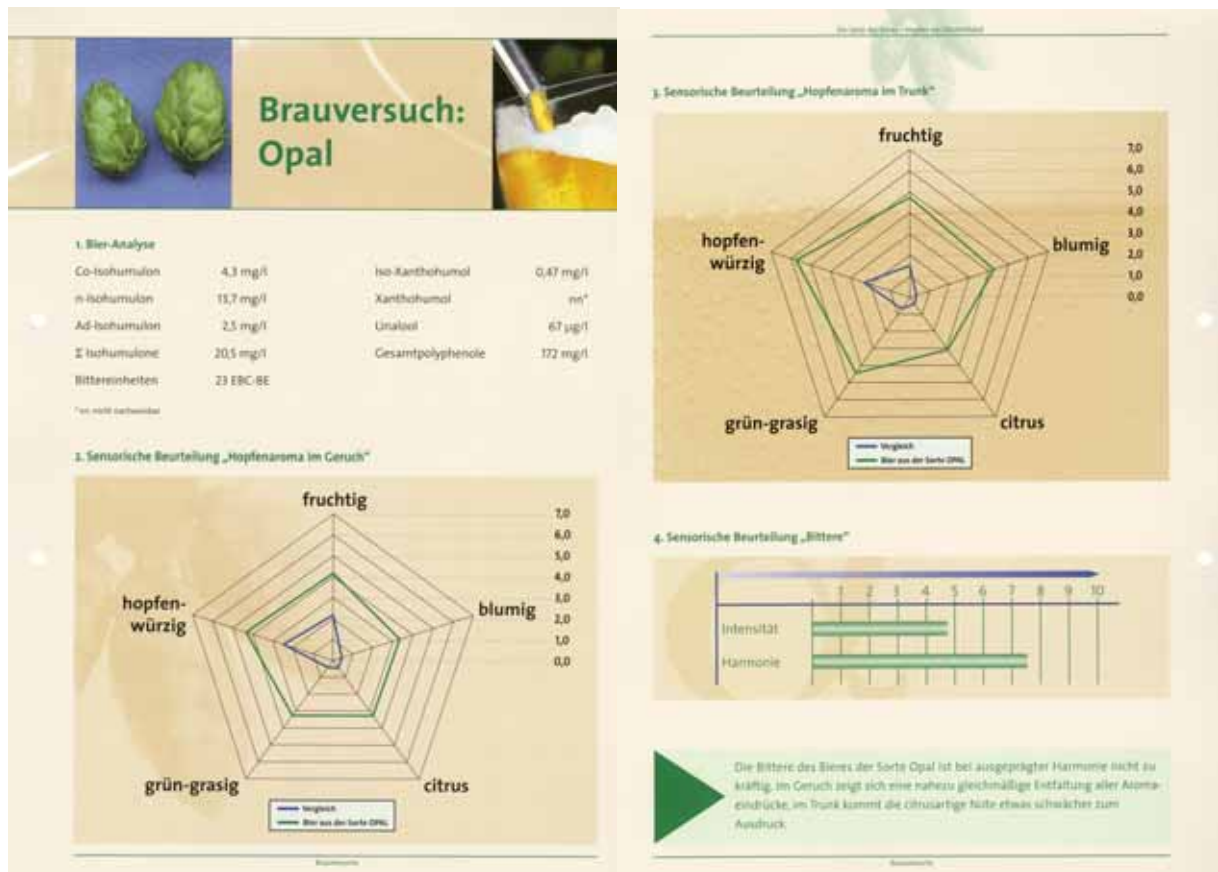 Brauversuch:
Opal
1. Bier-Analyse
Co-Isohumulon 4,3 mg/l Iso-Xanthohumol 0,47 mg/l
n-Isohumulon 13,7 mg/l Xanthohumol nn*
Ad-Isohumulon 2,5 mg/l Linalool 67 µg/l
Σ Isohumulone 20,5 mg/l Gesamtpolyphenole 172 mg/l
Bittereinheiten 23 EBC-BE
* nn: nicht nachweisbar
2. Sensorische Beurteilung „Hopfenaroma im Geruch“
fruchtig
7,0
6,0
5,0
4,0
3,0
2,0
1,0
0,0
hopfen-
würzig
blumig
grün-grasig
citrus
Vergleich
Bier aus der Sorte OPAL
3. Sensorische Beurteilung „Hopfenaroma im Trunk“
fruchtig
7,0
6,0
5,0
4,0
3,0
2,0
1,0
0,0
hopfen-
würzig
blumig
grün-grasig
citrus
Vergleich
Bier aus der Sorte OPAL
4. Sensorische Beurteilung „Bittere“
1 2 3 4 5 6 7 8 9 10
Intensität
Harmonie
Die Bittere des Bieres der Sorte Opal ist bei ausgeprägter Harmonie nicht zu
kräftig. Im Geruch zeigt sich eine nahezu gleichmäßige Entfaltung aller Aroma-
eindrücke, im Trunk kommt die citrusartige Note etwas schwächer zum
Ausdruck.